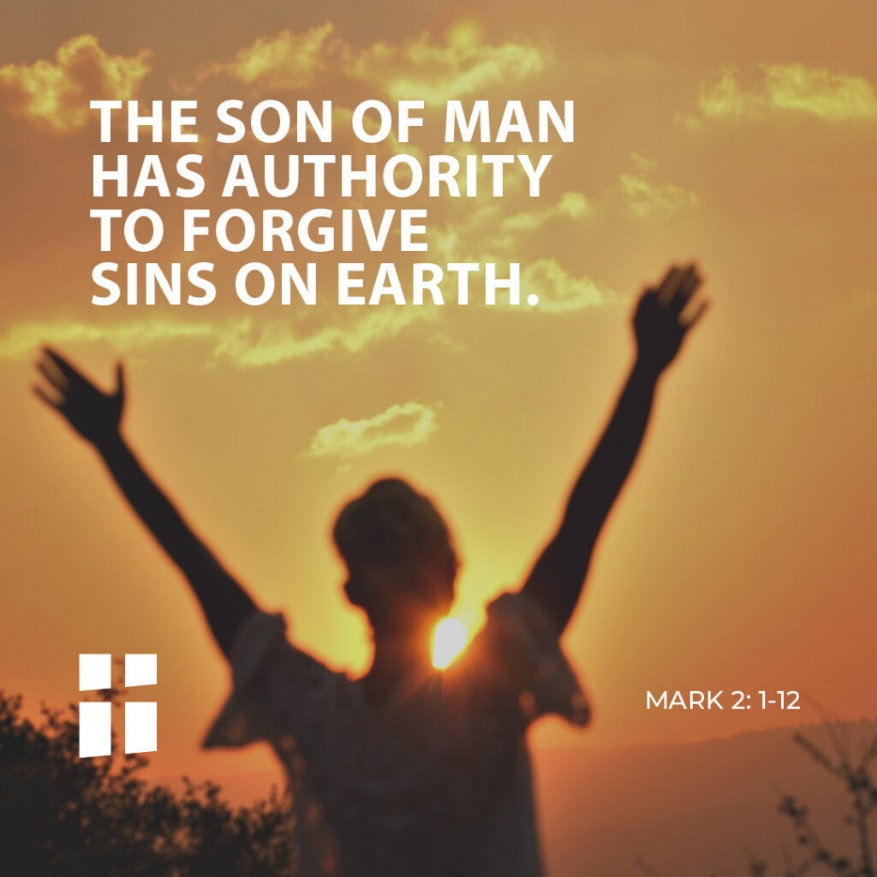 THE SON OF MAN
HAS AUTHORITY
TO FORGIVE
SINS ON EARTH.
MARK 2: 1-12